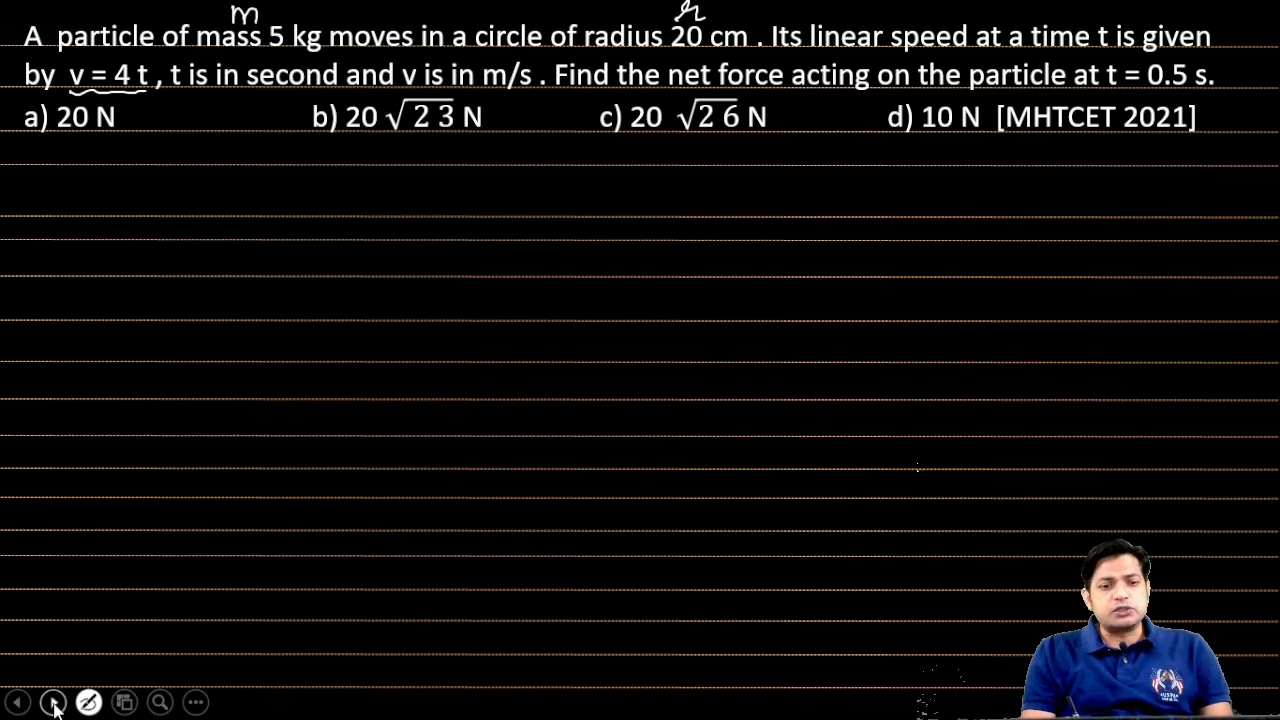 m r
A particle of mass 5 kg moves in a circle of radius 20 cm . Its linear speed at a time t is given
by v = 4 t , t is in second and v is in m/s . Find the net force acting on the particle at t = 0.5 s.
a) 20 N b) 20 √2 3 N c) 20 √2 6 N d) 10 N [MHTCET 2021]